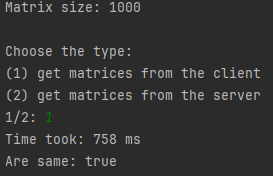 Matrix size: 1000
Choose the type:
(1) get matrices from the client
(2) get matrices from the server
1/2: 1
Time took: 758 ms
Are same: true